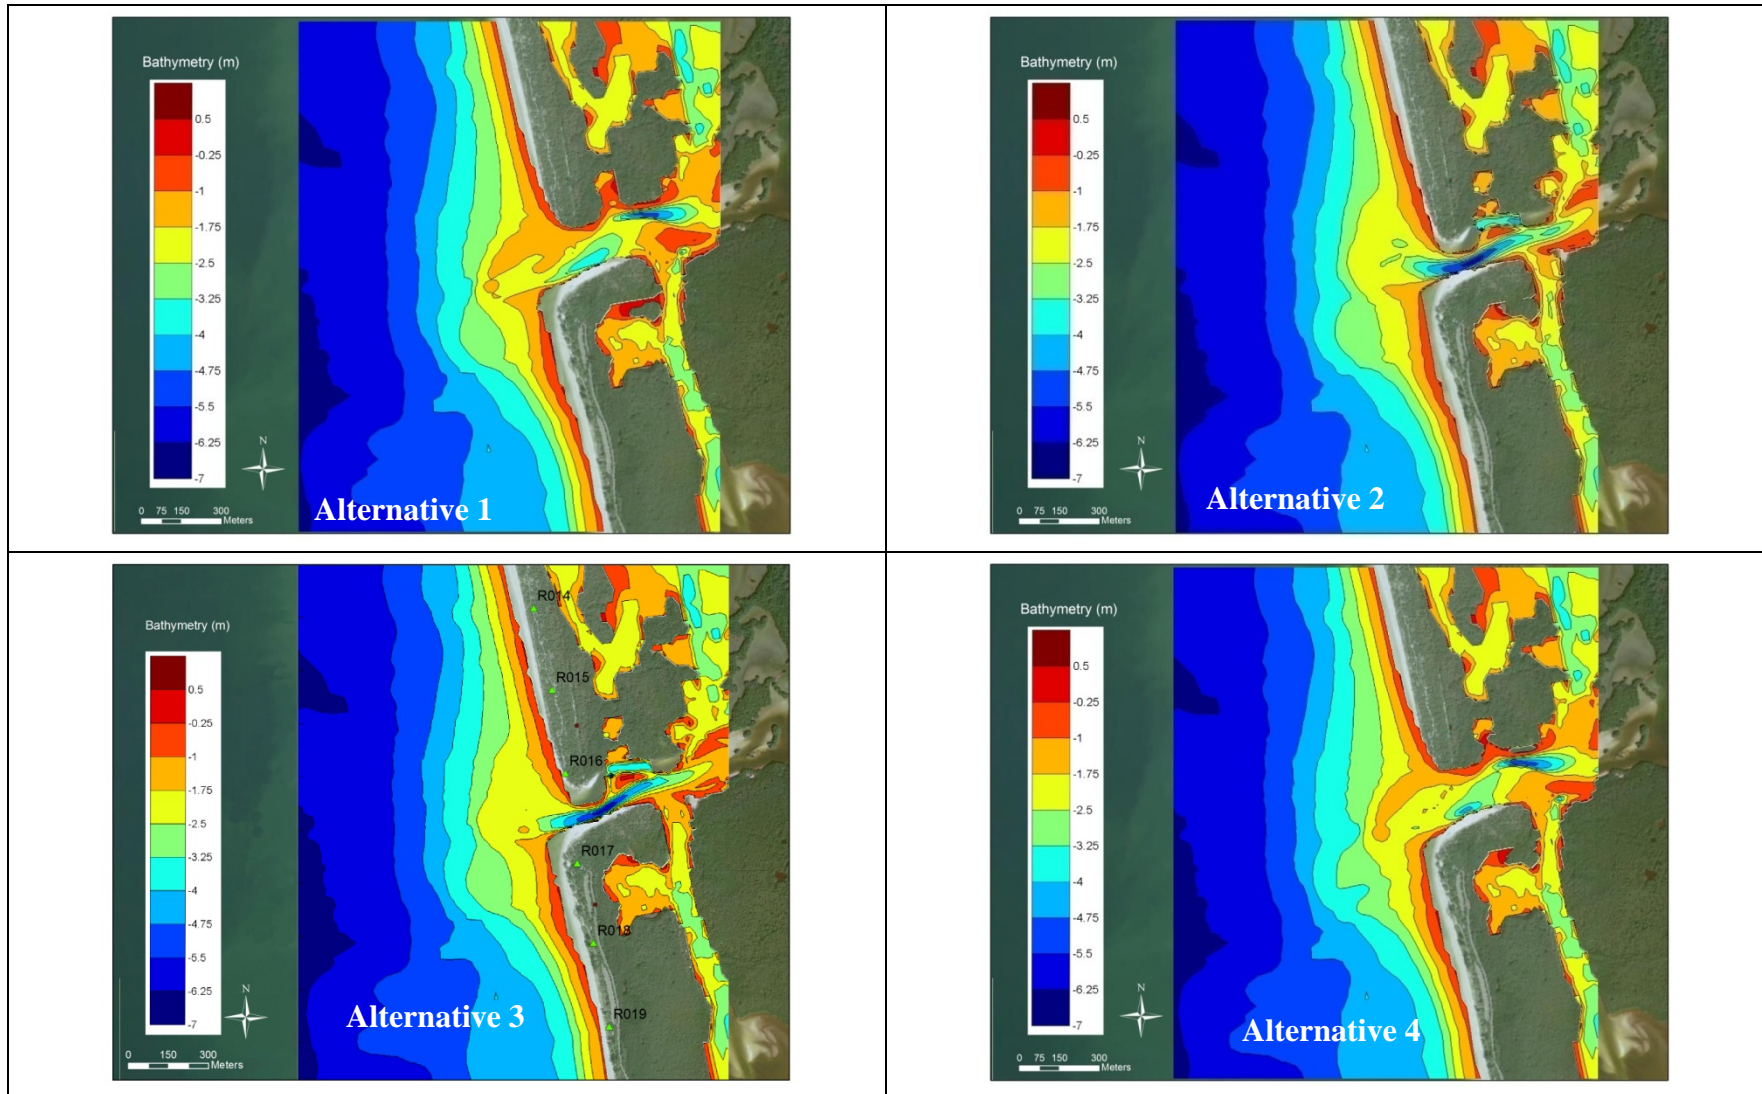 Bathymetry (m)
0.5
-0.25
-1
-1.75
-2.5
-3.25
-4
-4.75
-5.5
-6.25
-7
N
0 75 150 300
Meters
Alternative 1
Bathymetry (m)
0.5
-0.25
-1
-1.75
-2.5
-3.25
-4
-4.75
-5.5
-6.25
-7
N
0 75 150 300
Meters
Alternative 2
Bathymetry (m)
0.5
-0.25
-1
-1.75
-2.5
-3.25
-4
-4.75
-5.5
-6.25
-7
N
0 150 300
Meters
R014
R015
R016
R017
R018
R019
Alternative 3
Bathymetry (m)
0.5
-0.25
-1
-1.75
-2.5
-3.25
-4
-4.75
-5.5
-6.25
-7
N
0 75 150 300
Meters
Alternative 4